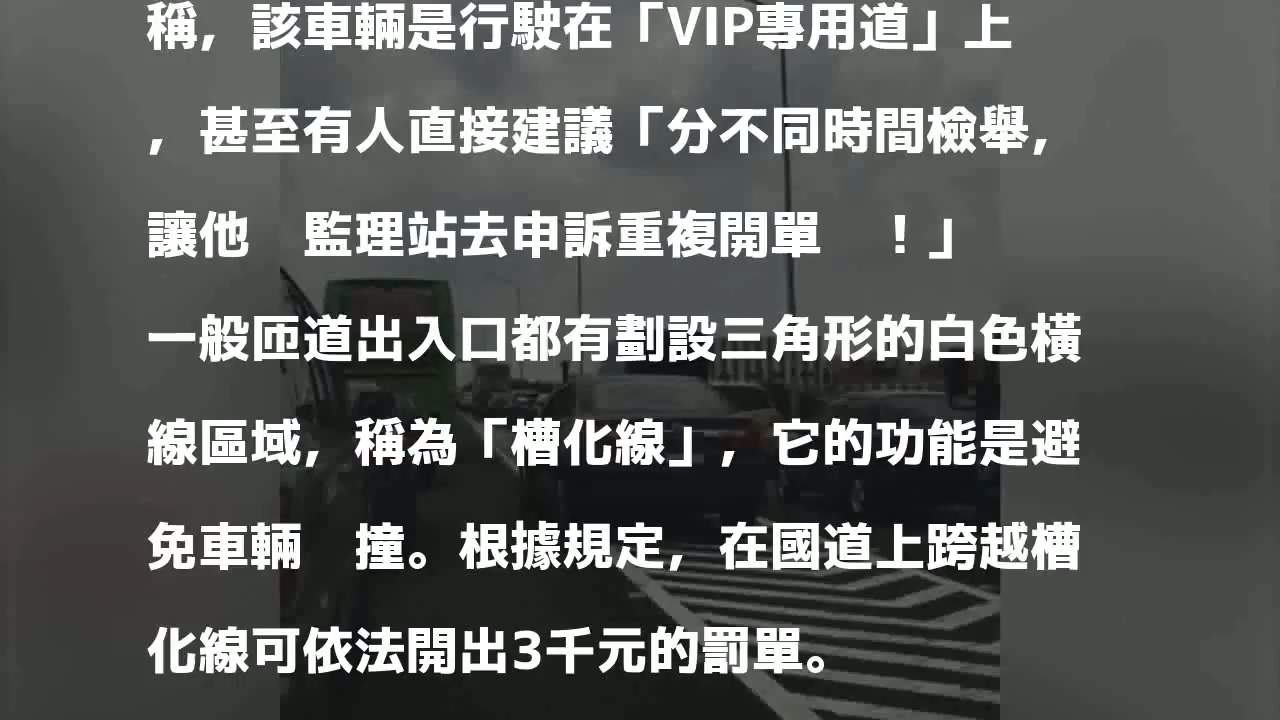 稱，該車輛是行駛在「VIP專用道」上
，甚至有人直接建議「分不同時間檢舉，
讓他　監理站去申訴重複開單　！」
一般匝道出入口都有劃設三角形的白色橫
線區域，稱為「槽化線」，它的功能是避
免車輛　撞。根據規定，在國道上跨越槽
化線可依法開出3千元的罰單。